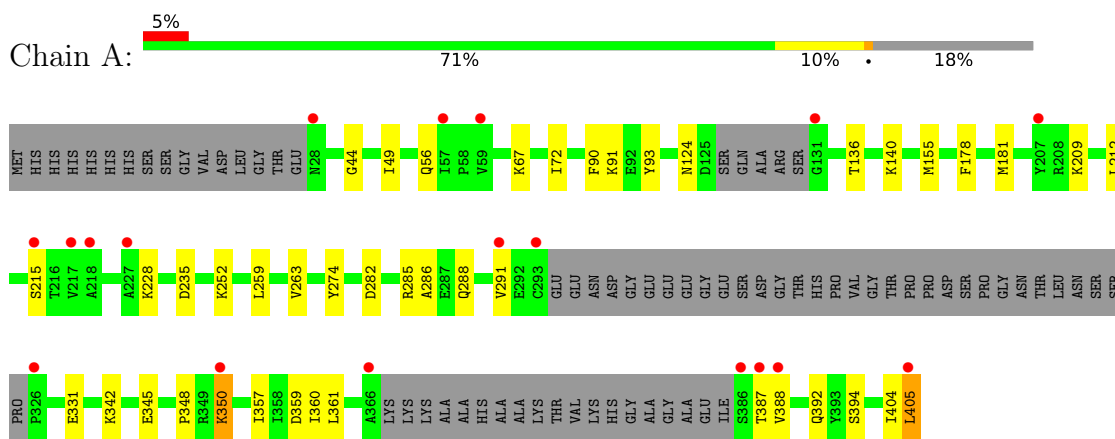 5%
Chain A:
71% 10% • 18%
MET HIS HIS HIS HIS HIS HIS SER SER GLY VAL ASP LEU GLY THR GLU N28 G44 I49 Q56 I57 P58 V59 K67 I72 F90 K91 E92 Y93 N124 D125 SER GLN ALA ARG SER G131 T136 K140 M155 F178 M181 Y207 R208 K209 L212
S215 T216 V217 A218 A227 K228 D235 K252 L259 V263 Y274 D282 R285 A286 E287 Q288 V291 E292 C293 GLU GLU ASN ASP GLY GLU GLU GLU GLY GLU SER ASP GLY THR HIS PRO VAL GLY THR PRO PRO ASP SER PRO GLY ASN THR LEU ASN SER SER
PRO P326 E331 K342 E345 P348 R349 K350 I357 I358 D359 I360 L361 A366 LYS LYS LYS ALA ALA HIS ALA ALA LYS THR VAL LYS HIS GLY ALA GLY ALA GLU ILE S386 T387 V388 Q392 Y393 S394 I404 L405